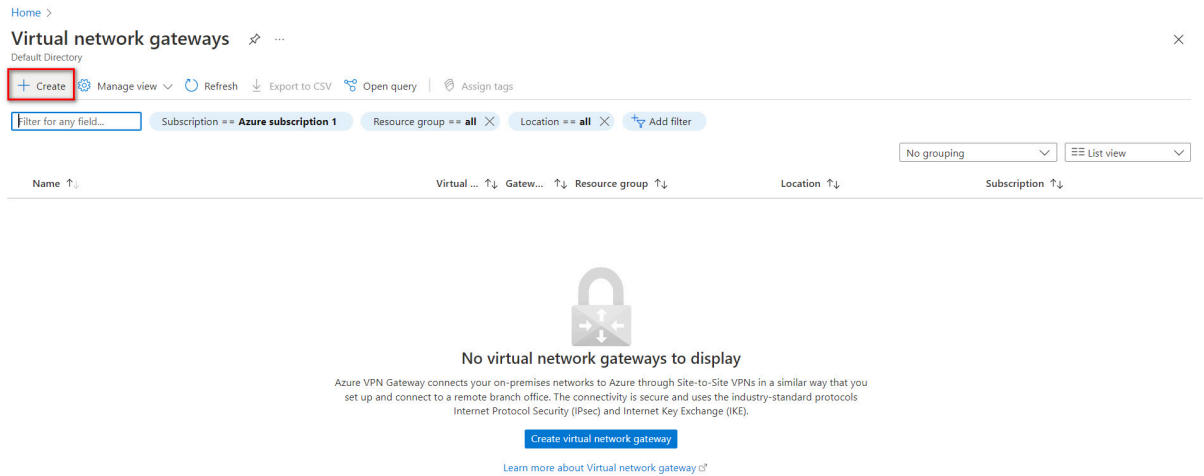 Home >
Virtual network gateways ...
Default Directory
Create Manage view Refresh Export to CSV Open query Assign tags
Filter for any field... Subscription == Azure subscription 1 Resource group == all Location == all Add filter
No grouping List view
Name Virtual ... Gatew... Resource group Location Subscription
No virtual network gateways to display
Azure VPN Gateway connects your on-premises networks to Azure through Site-to-Site VPNs in a similar way that you
set up and connect to a remote branch office. The connectivity is secure and uses the industry-standard protocols
Internet Protocol Security (IPsec) and Internet Key Exchange (IKE).
Create virtual network gateway
Learn more about Virtual network gateway